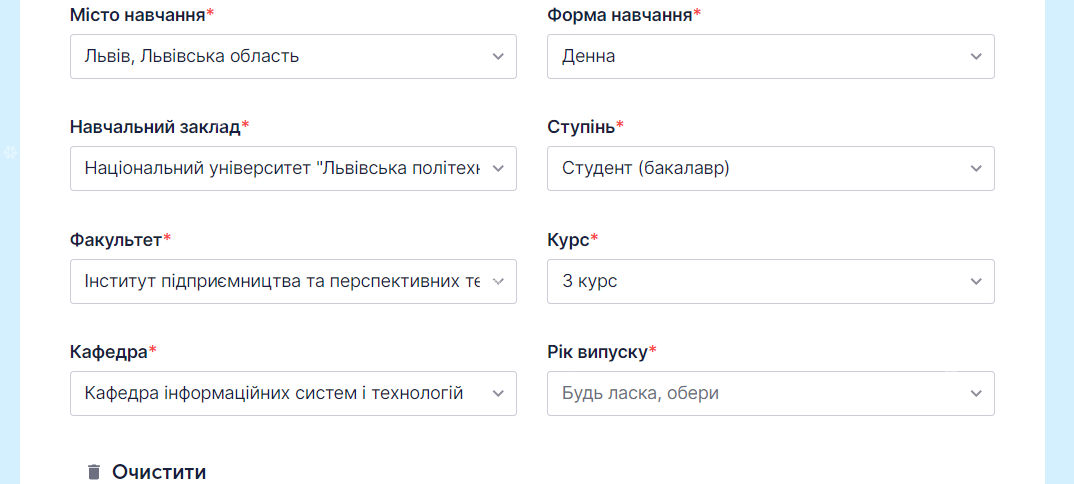 Місто навчання*
Форма навчання*
Львів, Львівська область
Денна
Навчальний заклад*
Ступінь*
Національний університет "Львівська політехн
Студент (бакалавр)
Факультет*
Курс*
Інститут підприємництва та перспективних те
3 курс
Кафедра*
Рік випуску*
Кафедра інформаційних систем і технологій
Будь ласка, обери
Очистити